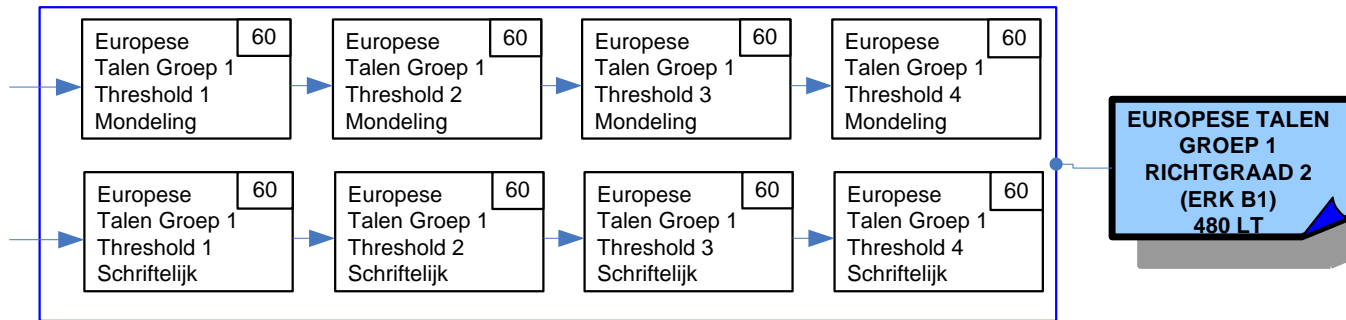 60
Europese
Talen Groep 1
Threshold 1
Mondeling
60
Europese
Talen Groep 1
Threshold 2
Mondeling
60
Europese
Talen Groep 1
Threshold 3
Mondeling
60
Europese
Talen Groep 1
Threshold 4
Mondeling
60
Europese
Talen Groep 1
Threshold 1
Schriftelijk
60
Europese
Talen Groep 1
Threshold 2
Schriftelijk
60
Europese
Talen Groep 1
Threshold 3
Schriftelijk
60
Europese
Talen Groep 1
Threshold 4
Schriftelijk
EUROPESE TALEN
GROEP 1
RICHTGRAAD 2
(ERK B1)
480 LT